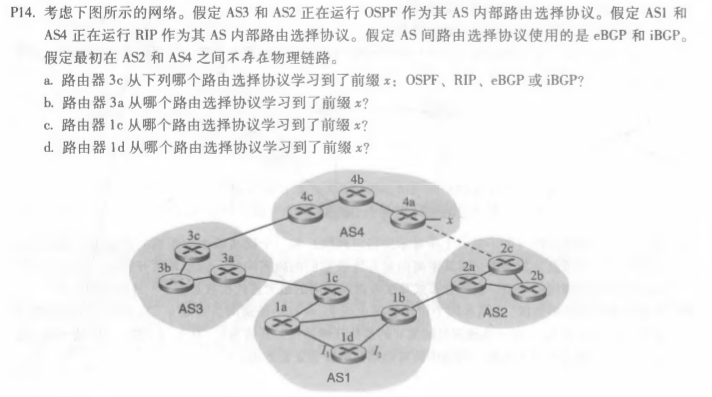 P14. 考虑下图所示的网络。假定 AS3 和 AS2 正在运行 OSPF 作为其 AS 内部路由选择协议。假定 AS1 和
AS4 正在运行 RIP 作为其 AS 内部路由选择协议。假定 AS 间路由选择协议使用的是 eBGP 和 iBGP。
假定最初在 AS2 和 AS4 之间不存在物理链路。
a. 路由器 3c 从下列哪个路由选择协议学习到了前缀 x：OSPF、RIP、eBGP 或 iBGP?
b. 路由器 3a 从哪个路由选择协议学习到了前缀 x?
c. 路由器 1c 从哪个路由选择协议学习到了前缀 x?
d. 路由器 1d 从哪个路由选择协议学习到了前缀 x?
4b
4c
4a
x
AS4
3c
3b
3a
AS3
2c
2a
2b
AS2
1c
1a
1b
1d
I₁
I₂
AS1